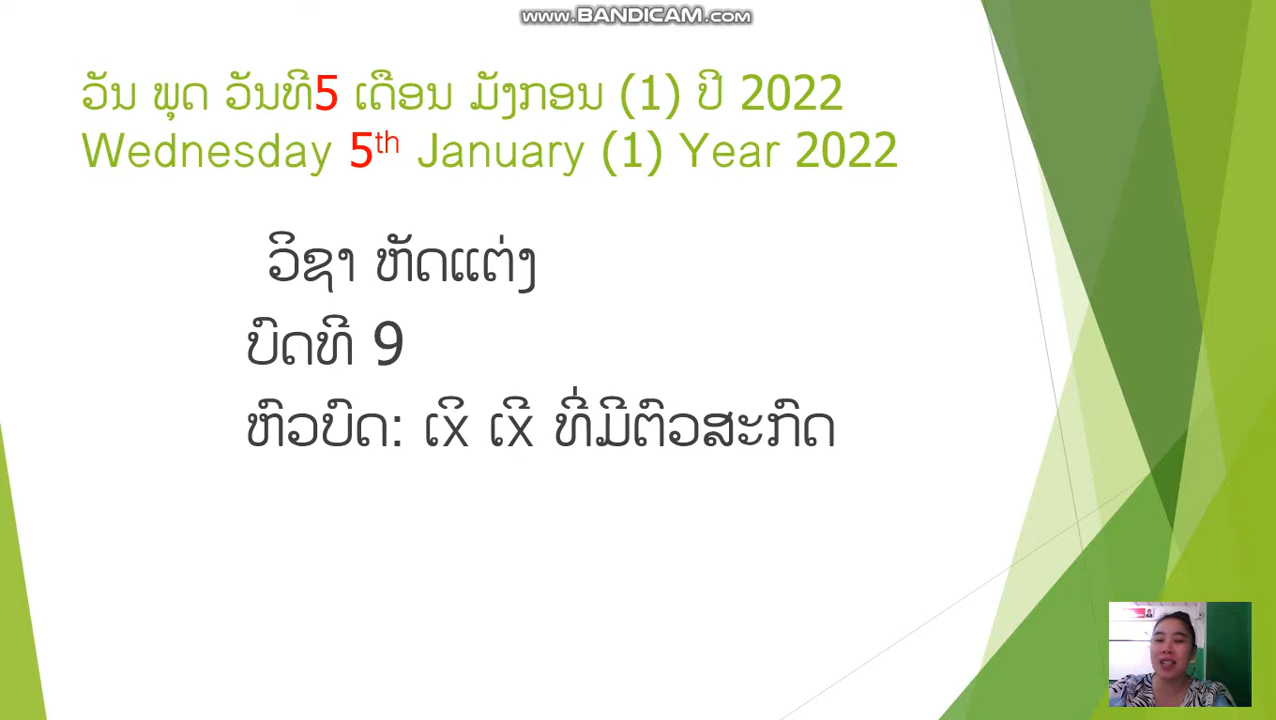 WWW.BANDICAM.COM
ວັນ ພຸດ ວັນທີ5 ເດືອນ ມັງກອນ (1) ປີ 2022
Wednesday 5th January (1) Year 2022
ວິຊາ ຫັດແຕ່ງ
ບົດທີ 9
ຫົວບົດ: ເxິ ເxີ ທີ່ມີຕົວສະກົດ